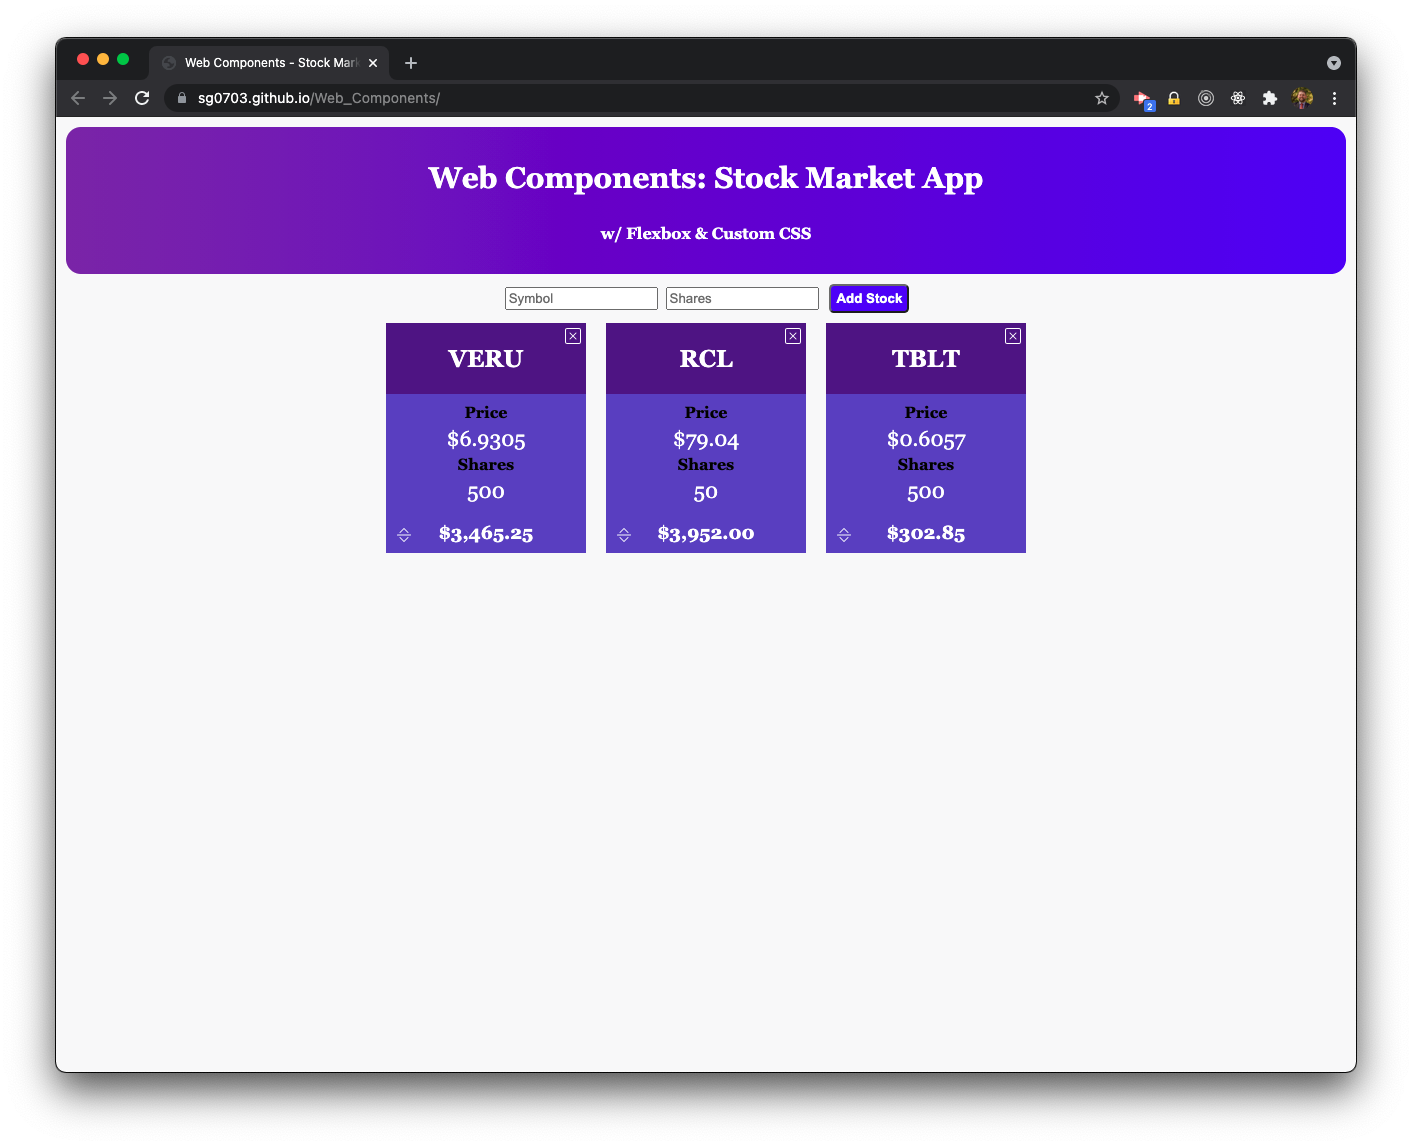 Web Components - Stock Mar
sg0703.github.io/Web_Components/
2
Web Components: Stock Market App
w/ Flexbox & Custom CSS
Symbol
Shares
Add Stock
VERU
Price
$6.9305
Shares
500
$3,465.25
RCL
Price
$79.04
Shares
50
$3,952.00
TBLT
Price
$0.6057
Shares
500
$302.85